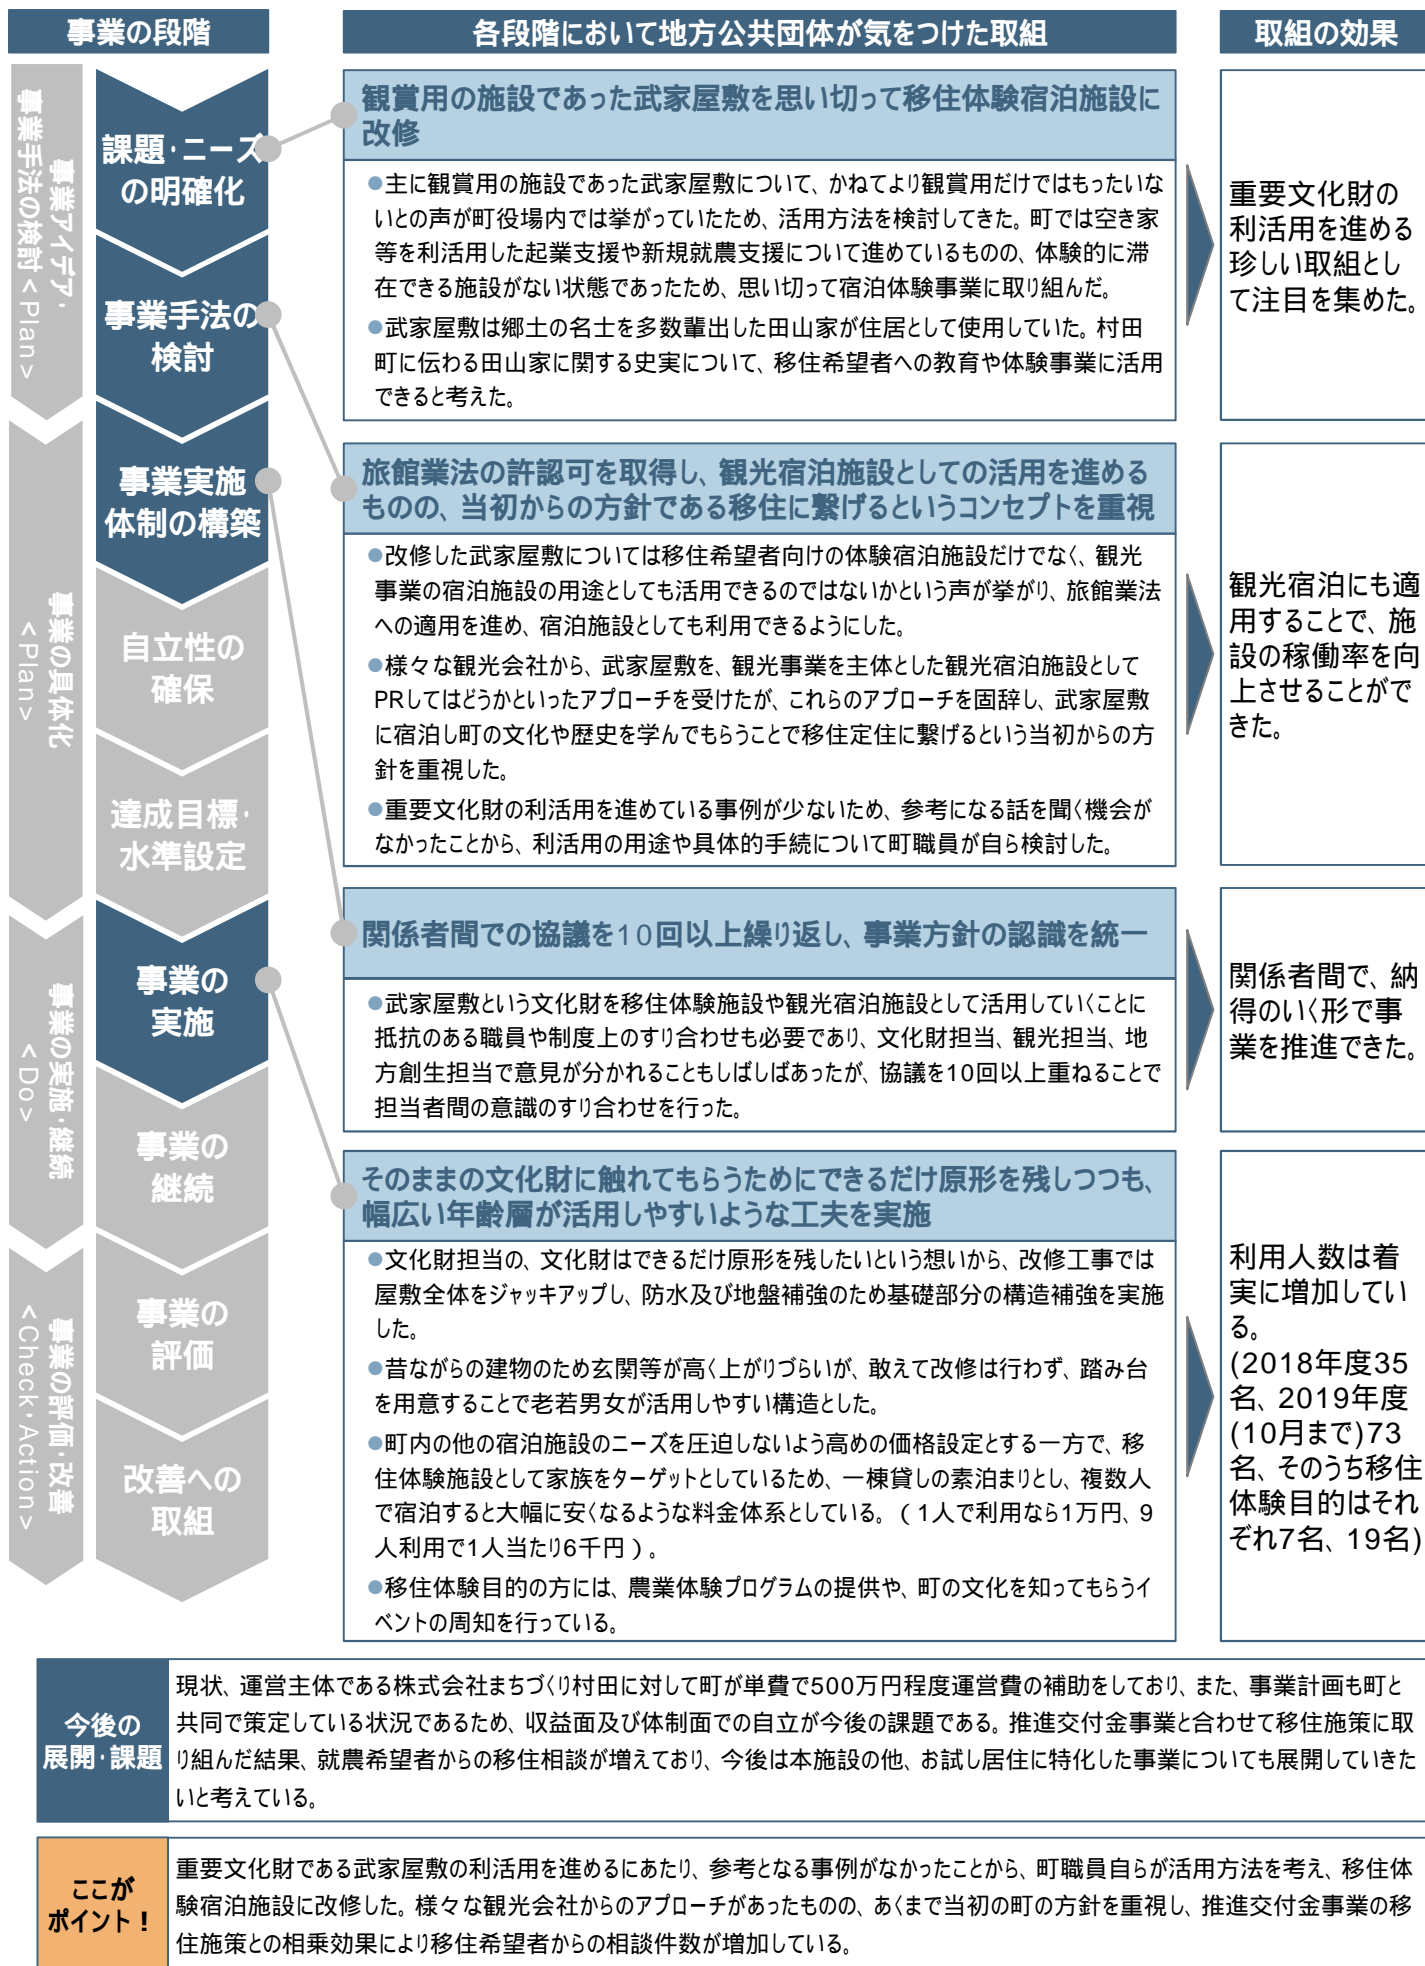 事業の段階
各段階において地方公共団体が気をつけた取組
取組の効果
事業アイデア・
事業手法の検討<Plan>
課題・ニーズ
の明確化
事業手法の
検討
事業の具体化
<Plan>
事業実施
体制の構築
自立性の
確保
達成目標・
水準設定
事業の実施・継続
<Do>
事業の
実施
事業の
継続
事業の評価・改善
<Check・Action>
事業の
評価
改善への
取組
観賞用の施設であった武家屋敷を思い切って移住体験宿泊施設に
改修
●主に観賞用の施設であった武家屋敷について、かねてより観賞用だけではもったいな
いとの声が町役場内では挙がっていたため、活用方法を検討してきた。町では空き家
等を利活用した起業支援や新規就農支援について進めているものの、体験的に滞
在できる施設がない状態であったため、思い切って宿泊体験事業に取り組んだ。
●武家屋敷は郷土の名士を多数輩出した田山家が住居として使用していた。村田
町に伝わる田山家に関する史実について、移住希望者への教育や体験事業に活用
できると考えた。
重要文化財の
利活用を進める
珍しい取組とし
て注目を集めた。
旅館業法の許認可を取得し、観光宿泊施設としての活用を進める
ものの、当初からの方針である移住に繋げるというコンセプトを重視
●改修した武家屋敷については移住希望者向けの体験宿泊施設だけでなく、観光
事業の宿泊施設の用途としても活用できるのではないかという声が挙がり、旅館業法
への適用を進め、宿泊施設としても利用できるようにした。
●様々な観光会社から、武家屋敷を、観光事業を主体とした観光宿泊施設として
PRしてはどうかといったアプローチを受けたが、これらのアプローチを固辞し、武家屋敷
に宿泊し町の文化や歴史を学んでもらうことで移住定住に繋げるという当初からの方
針を重視した。
●重要文化財の利活用を進めている事例が少ないため、参考になる話を聞く機会が
なかったことから、利活用の用途や具体的手続について町職員が自ら検討した。
観光宿泊にも適
用することで、施
設の稼働率を向
上させることがで
きた。
関係者間での協議を10回以上繰り返し、事業方針の認識を統一
●武家屋敷という文化財を移住体験施設や観光宿泊施設として活用していくことに
抵抗のある職員や制度上のすり合わせも必要であり、文化財担当、観光担当、地
方創生担当で意見が分かれることもしばしばあったが、協議を10回以上重ねることで
担当者間の意識のすり合わせを行った。
関係者間で、納
得のいく形で事
業を推進できた。
そのままの文化財に触れてもらうためにできるだけ原形を残しつつも、
幅広い年齢層が活用しやすいような工夫を実施
●文化財担当の、文化財はできるだけ原形を残したいという想いから、改修工事では
屋敷全体をジャッキアップし、防水及び地盤補強のため基礎部分の構造補強を実施
した。
●昔ながらの建物のため玄関等が高く上がりづらいが、敢えて改修は行わず、踏み台
を用意することで老若男女が活用しやすい構造とした。
●町内の他の宿泊施設のニーズを圧迫しないよう高めの価格設定とする一方で、移
住体験施設として家族をターゲットとしているため、一棟貸しの素泊まりとし、複数人
で宿泊すると大幅に安くなるような料金体系としている。(1人で利用なら1万円、9
人利用で1人当たり6千円)。
●移住体験目的の方には、農業体験プログラムの提供や、町の文化を知ってもらうイ
ベントの周知を行っている。
利用人数は着
実に増加してい
る。
(2018年度35
名、2019年度
(10月まで)73
名、そのうち移住
体験目的はそれ
ぞれ7名、19名)
今後の
展開・課題
現状、運営主体である株式会社まちづくり村田に対して町が単費で500万円程度運営費の補助をしており、また、事業計画も町と
共同で策定している状況であるため、収益面及び体制面での自立が今後の課題である。推進交付金事業と合わせて移住施策に取
り組んだ結果、就農希望者からの移住相談が増えており、今後は本施設の他、お試し居住に特化した事業についても展開していきた
いと考えている。
ここが
ポイント!
重要文化財である武家屋敷の利活用を進めるにあたり、参考となる事例がなかったことから、町職員自らが活用方法を考え、移住体
験宿泊施設に改修した。様々な観光会社からのアプローチがあったものの、あくまで当初の町の方針を重視し、推進交付金事業の移
住施策との相乗効果により移住希望者からの相談件数が増加している。